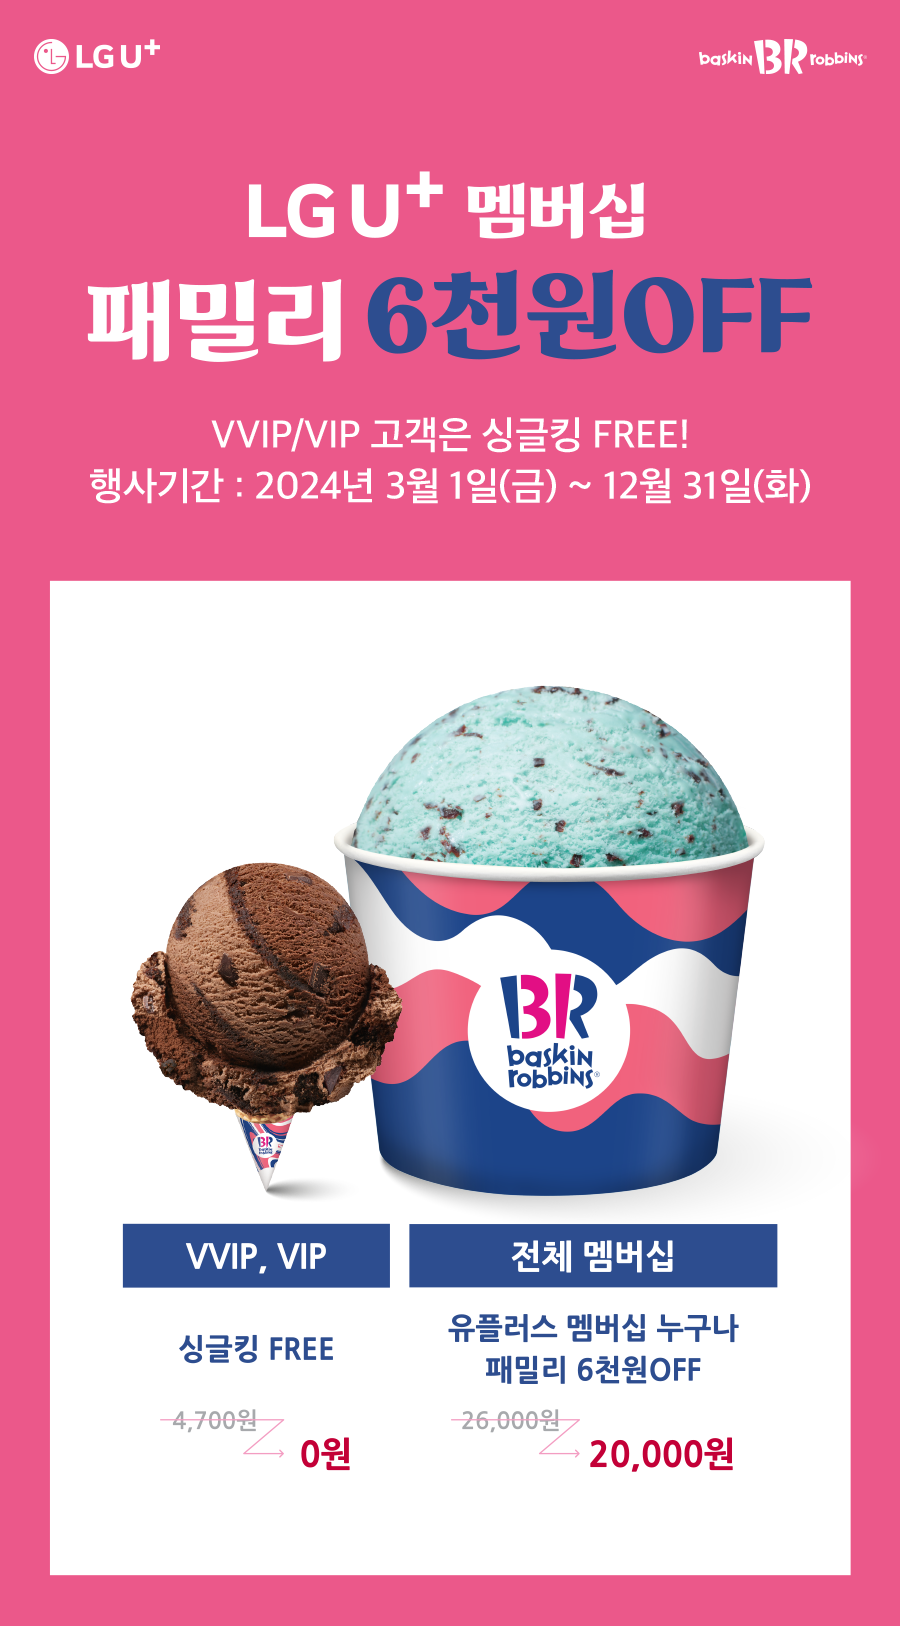 LG U+
baskin BR robbins
LG U+ 멤버십
패밀리 6천원OFF
VVIP/VIP 고객은 싱글킹 FREE!
행사기간 : 2024년 3월 1일(금) ~ 12월 31일(화)
BR
baskin
robbins
BR
baskin
robbins
VVIP, VIP
전체 멤버십
싱글킹 FREE
유플러스 멤버십 누구나
패밀리 6천원OFF
4,700원
0원
26,000원
20,000원